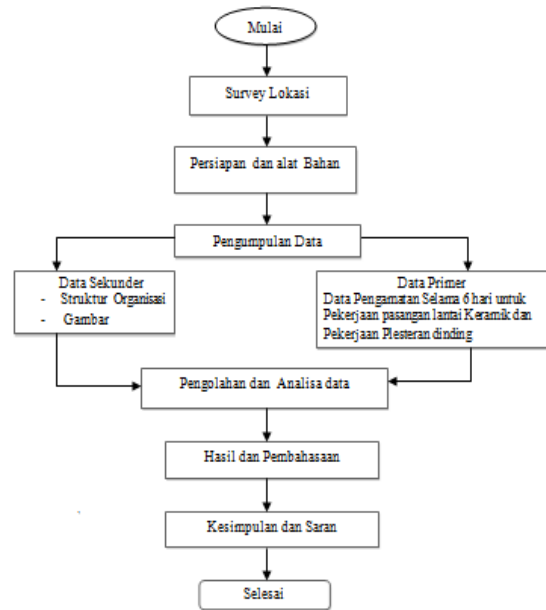 Mulai
Survey Lokasi
Persiapan dan alat Bahan
Pengumpulan Data
Data Sekunder
- Struktur Organisasi
- Gambar
Data Primer
Data Pengamatan Selama 6 hari untuk
Pekerjaan pasangan lantai Keramik dan
Pekerjaan Plesteran dinding
Pengolahan dan Analisa data
Hasil dan Pembahasaan
Kesimpulan dan Saran
Selesai